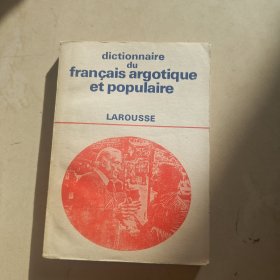 dictionnaire
du
français argotique
et populaire
LAROUSSE